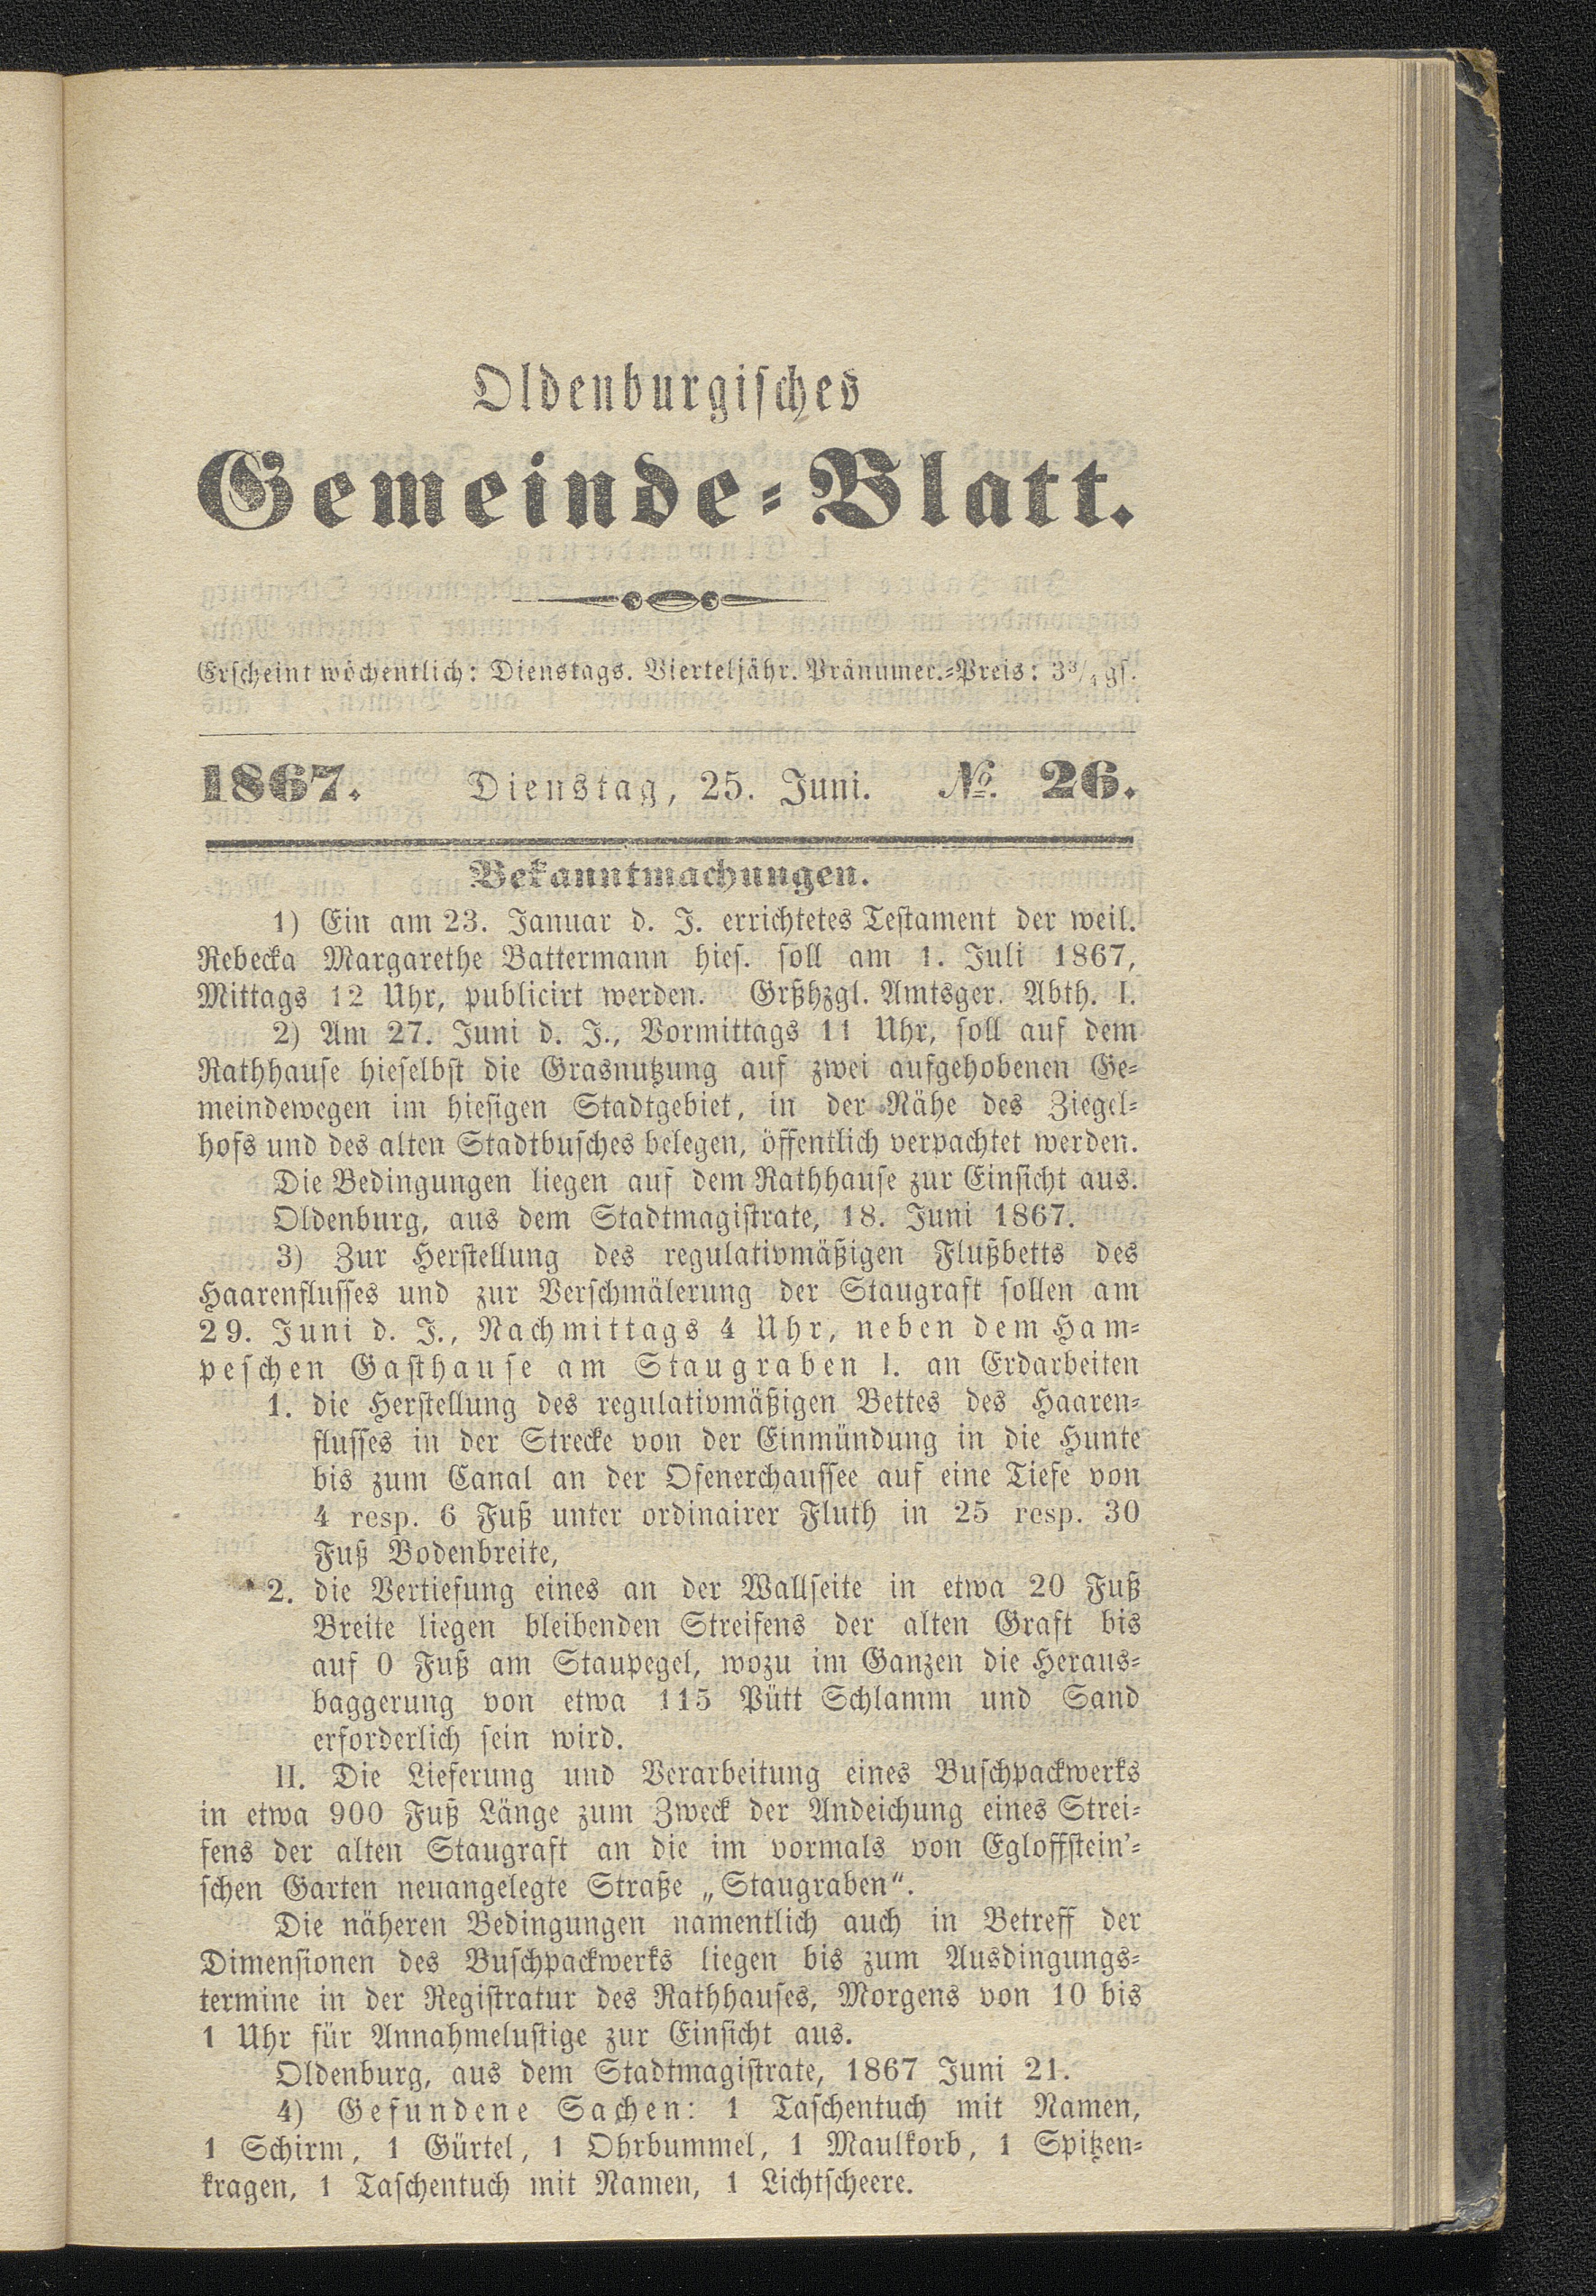 Oldenburgisches
Gemeinde-Blatt.
Erscheint wöchentlich: Dienstags. Vierteljähr. Pränumer.-Preis: 3¾ gs.
1867. Dienstag, 25. Juni. № 26.
Bekanntmachungen.
1) Ein am 23. Januar d. J. errichtetes Testament der weil.
Rebecka Margarethe Battermann hies. soll am 1. Juli 1867,
Mittags 12 Uhr, publicirt werden. Grßhzgl. Amtsger. Abth. I.
2) Am 27. Juni d. J., Vormittags 11 Uhr, soll auf dem
Rathhause hieselbst die Grasnutzung auf zwei aufgehobenen Ge-
meindewegen im hiesigen Stadtgebiet, in der Nähe des Ziegel-
hofs und des alten Stadtbusches belegen, öffentlich verpachtet werden.
Die Bedingungen liegen auf dem Rathhause zur Einsicht aus.
Oldenburg, aus dem Stadtmagistrate, 18. Juni 1867.
3) Zur Herstellung des regulativmäßigen Flußbetts des
Haarenflusses und zur Verschmälerung der Staugraft sollen am
29. Juni d. J., Nachmittags 4 Uhr, neben dem Ham-
peschen Gasthause am Staugraben I. an Erdarbeiten
1. die Herstellung des regulativmäßigen Bettes des Haaren-
flusses in der Strecke von der Einmündung in die Hunte
bis zum Canal an der Ofenerchaussee auf eine Tiefe von
4 resp. 6 Fuß unter ordinairer Fluth in 25 resp. 30
Fuß Bodenbreite,
2. die Vertiefung eines an der Wallseite in etwa 20 Fuß
Breite liegen bleibenden Streifens der alten Graft bis
auf 0 Fuß am Staupegel, wozu im Ganzen die Heraus-
baggerung von etwa 115 Pütt Schlamm und Sand
erforderlich sein wird.
II. Die Lieferung und Verarbeitung eines Buschpackwerks
in etwa 900 Fuß Länge zum Zweck der Andeichung eines Strei-
fens der alten Staugraft an die im vormals von Egloffstein'-
schen Garten neuangelegte Straße „Staugraben".
Die näheren Bedingungen namentlich auch in Betreff der
Dimensionen des Buschpackwerks liegen bis zum Ausdingungs-
termine in der Registratur des Rathhauses, Morgens von 10 bis
1 Uhr für Annahmelustige zur Einsicht aus.
Oldenburg, aus dem Stadtmagistrate, 1867 Juni 21.
4) Gefundene Sachen: 1 Taschentuch mit Namen,
1 Schirm, 1 Gürtel, 1 Ohrbummel, 1 Maulkorb, 1 Spitzen-
kragen, 1 Taschentuch mit Namen, 1 Lichtscheere.